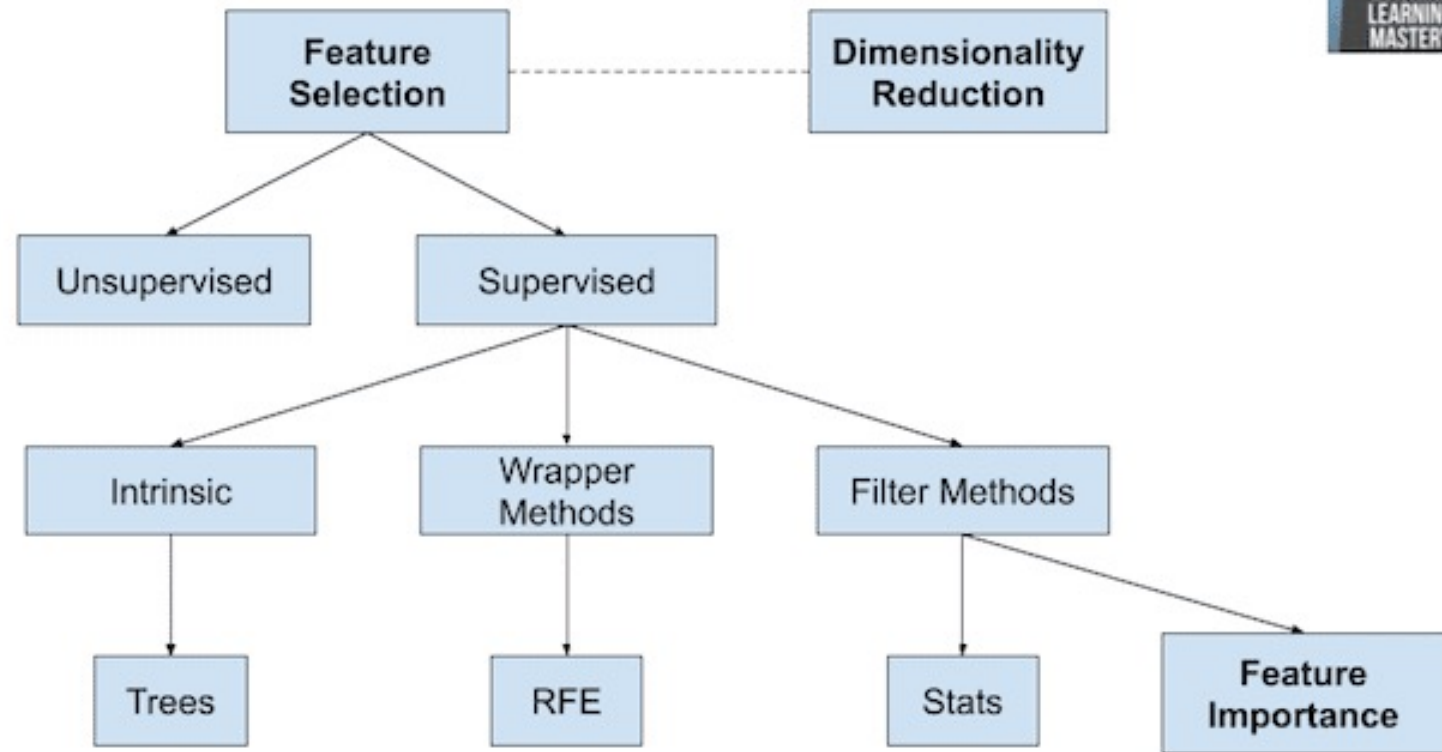 LEARNIN
MASTER
Feature
Selection
Dimensionality
Reduction
Unsupervised
Supervised
Intrinsic
Wrapper
Methods
Filter Methods
Trees
RFE
Stats
Feature
Importance